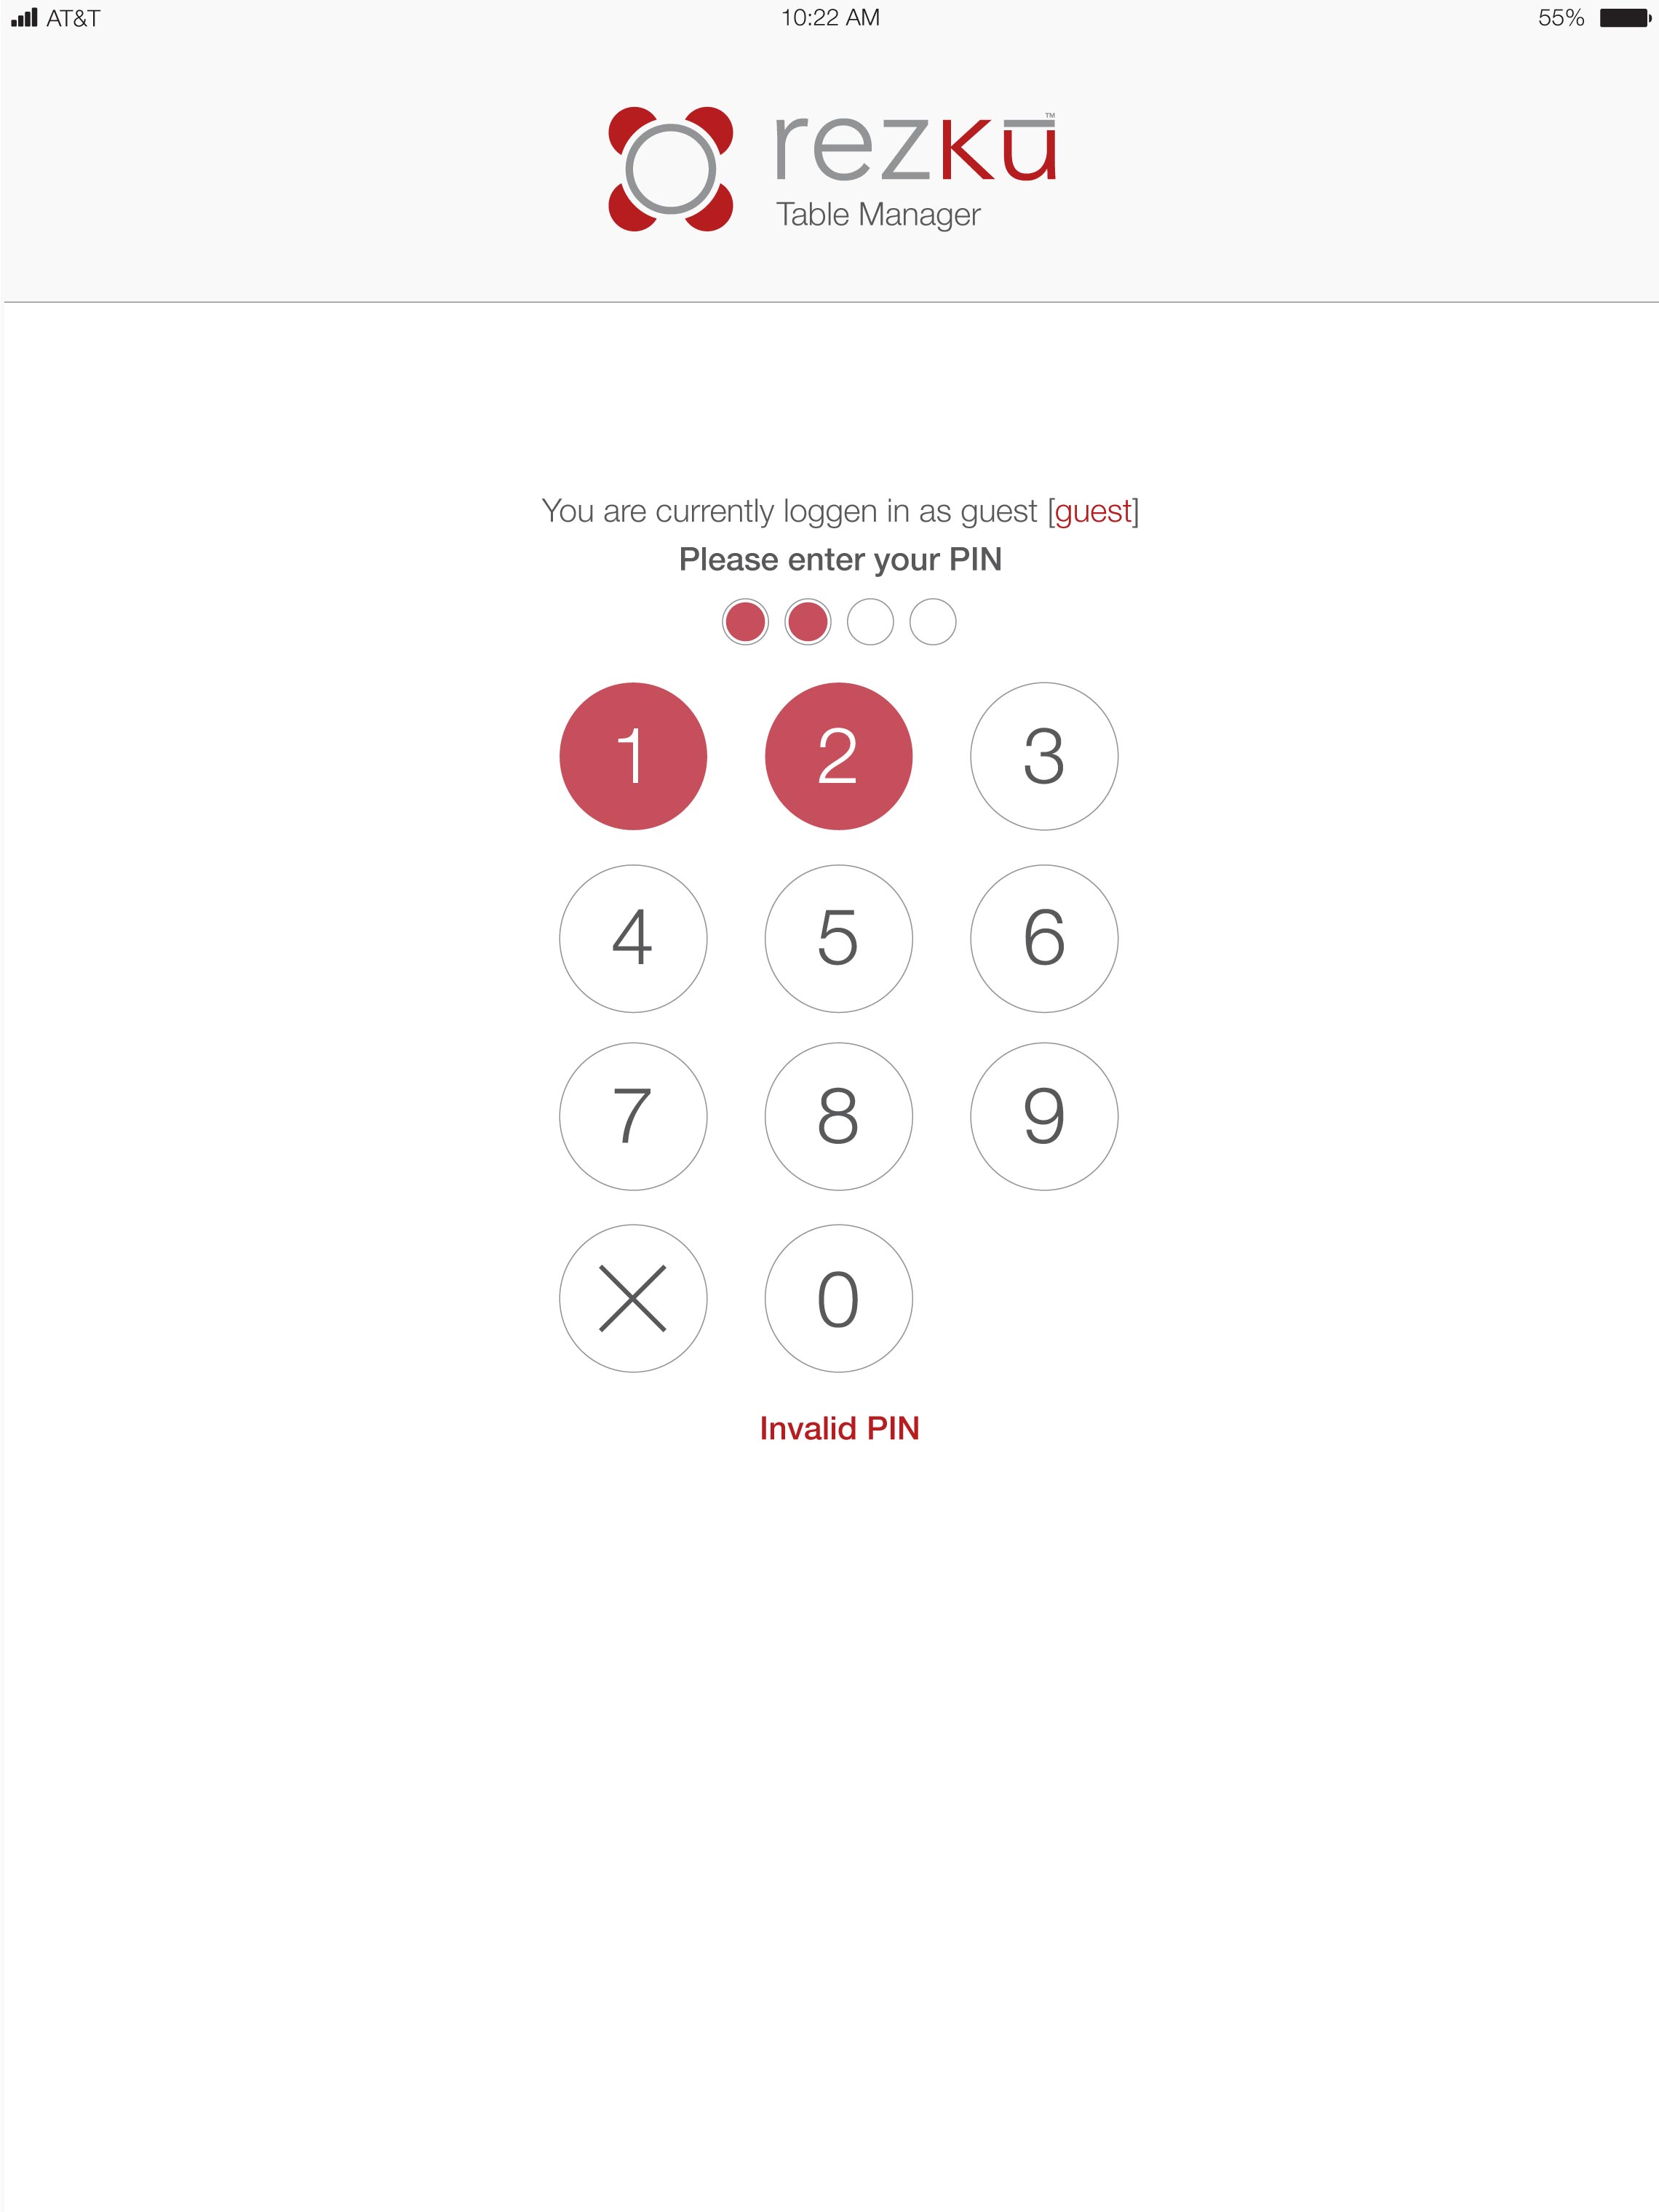 AT&T 10:22 AM 55%
rezkū™
Table Manager
You are currently loggen in as guest [guest]
Please enter your PIN
1 2 3
4 5 6
7 8 9
0
Invalid PIN